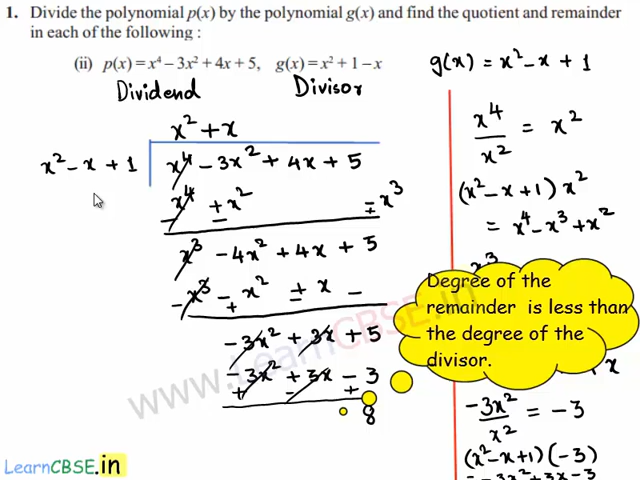 1. Divide the polynomial p(x) by the polynomial g(x) and find the quotient and remainder
in each of the following :
(ii) p(x) = x⁴ – 3x² + 4x + 5, g(x) = x² + 1 – x
g(x) = x² - x + 1
Dividend Divisor
x² + x
x² - x + 1
x⁴ - 3x² + 4x + 5
x⁴ + x² - x³
- - +
x³ - 4x² + 4x + 5
x³ - x² + x
- + -
-3x² + 3x + 5
-3x² + 3x - 3
+ - +
8
x⁴/x² = x²
(x² - x + 1) x²
= x⁴ - x³ + x²
x³
Degree of the
remainder is less than
the degree of the
divisor.
x
-3x²/x² = -3
(x² - x + 1)(-3)
= -3x² + 3x - 3
www.LearnCBSE.in
LearnCBSE.in